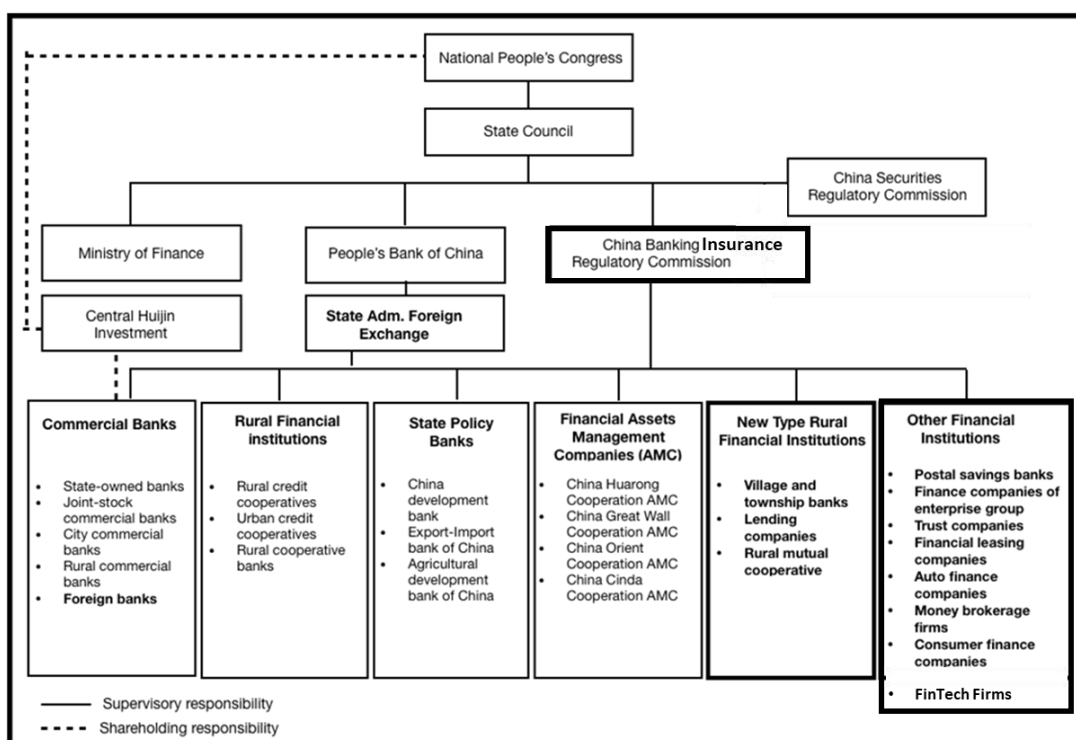 National People's Congress
State Council
China Securities
Regulatory Commission
Ministry of Finance
People's Bank of China
China Banking Insurance
Regulatory Commission
Central Huijin
Investment
State Adm. Foreign
Exchange
Commercial Banks
• State-owned banks
• Joint-stock
commercial banks
• City commercial
banks
• Rural commercial
banks
• Foreign banks
Rural Financial
institutions
• Rural credit
cooperatives
• Urban credit
cooperatives
• Rural cooperative
banks
State Policy
Banks
• China
development
bank
• Export-Import
bank of China
• Agricultural
development
bank of China
Financial Assets
Management
Companies (AMC)
• China Huarong
Cooperation AMC
• China Great Wall
Cooperation AMC
• China Orient
Cooperation AMC
• China Cinda
Cooperation AMC
New Type Rural
Financial Institutions
• Village and
township banks
• Lending
companies
• Rural mutual
cooperative
Other Financial
Institutions
• Postal savings banks
• Finance companies of
enterprise group
• Trust companies
• Financial leasing
companies
• Auto finance
companies
• Money brokerage
firms
• Consumer finance
companies
• FinTech Firms
Supervisory responsibility
Shareholding responsibility